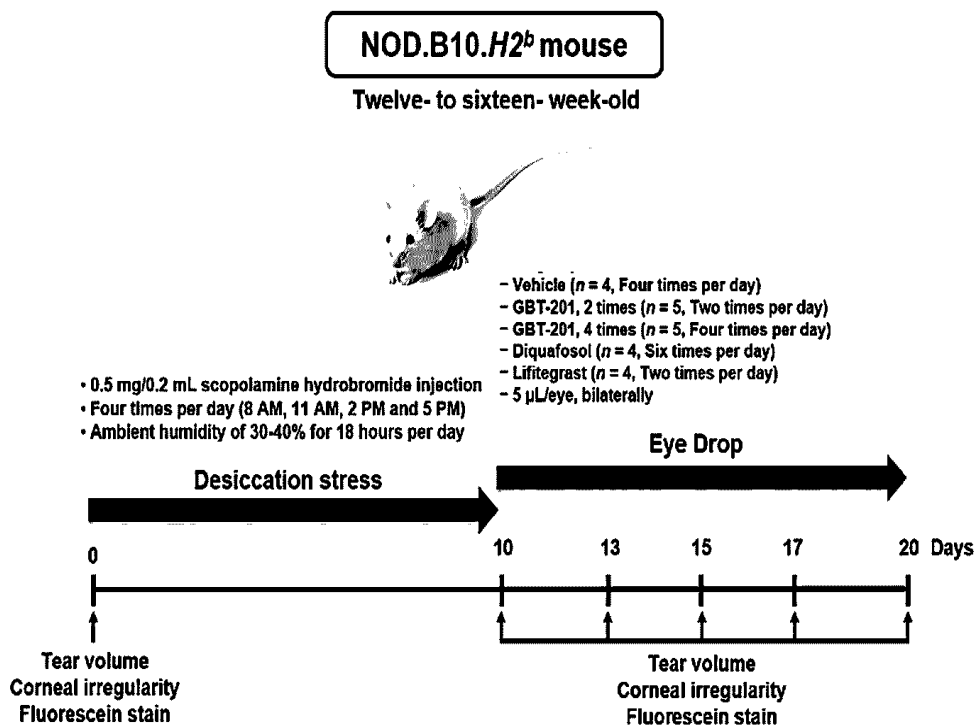 NOD.B10.H2ᵇ mouse
Twelve- to sixteen- week-old
– Vehicle (n = 4, Four times per day)
– GBT-201, 2 times (n = 5, Two times per day)
– GBT-201, 4 times (n = 5, Four times per day)
– Diquafosol (n = 4, Six times per day)
– Lifitegrast (n = 4, Two times per day)
– 5 µL/eye, bilaterally
• 0.5 mg/0.2 mL scopolamine hydrobromide injection
• Four times per day (8 AM, 11 AM, 2 PM and 5 PM)
• Ambient humidity of 30-40% for 18 hours per day
Eye Drop
Desiccation stress
0 10 13 15 17 20 Days
Tear volume
Corneal irregularity
Fluorescein stain
Tear volume
Corneal irregularity
Fluorescein stain